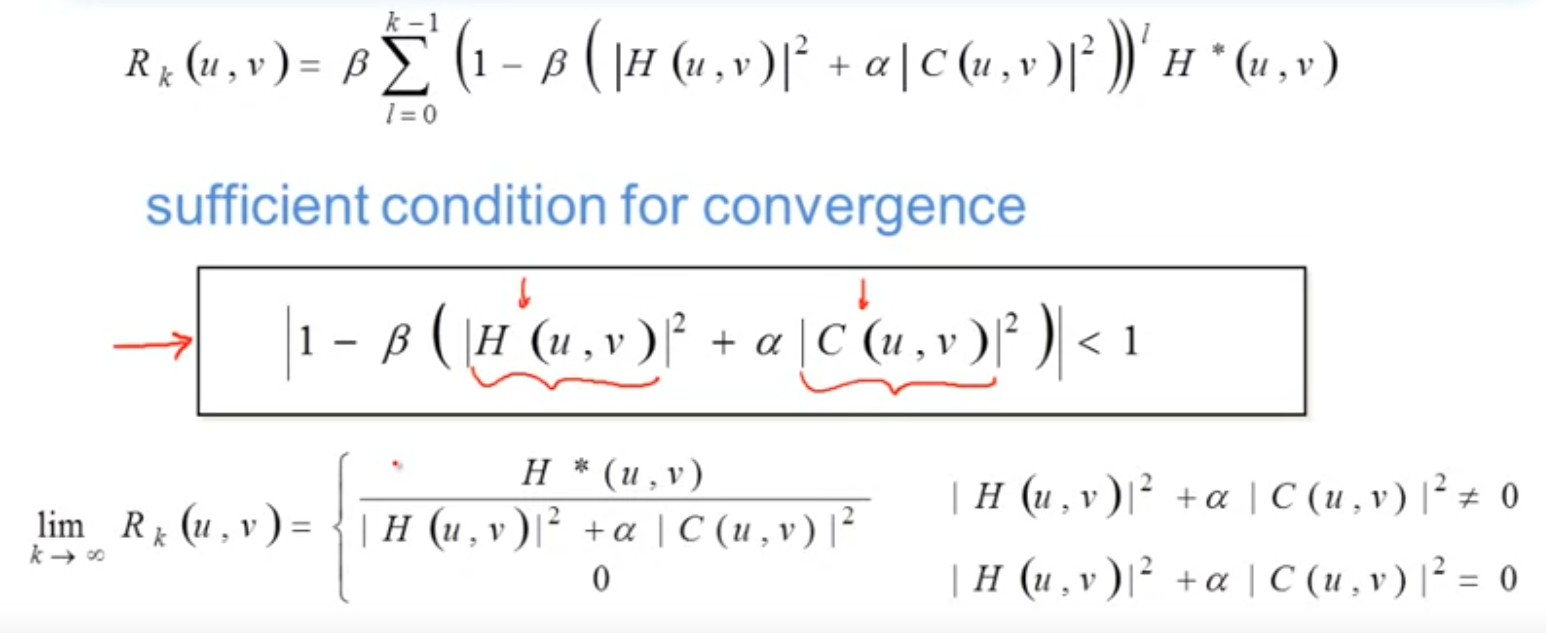 R_k(u,v) = β ∑_{l=0}^{k-1} (1 - β(|H(u,v)|² + α|C(u,v)|²))^l H*(u,v)
sufficient condition for convergence
|1 - β(|H(u,v)|² + α|C(u,v)|²)| < 1
lim_{k→∞} R_k(u,v) = { H*(u,v) / (|H(u,v)|² + α|C(u,v)|²)    |H(u,v)|² + α|C(u,v)|² ≠ 0
0    |H(u,v)|² + α|C(u,v)|² = 0